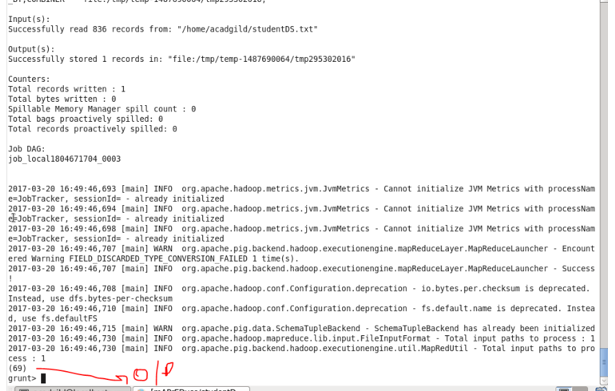 Input(s):
Successfully read 836 records from: "/home/acadgild/studentDS.txt"
Output(s):
Successfully stored 1 records in: "file:/tmp/temp-1487690064/tmp295302016"
Counters:
Total records written : 1
Total bytes written : 0
Spillable Memory Manager spill count : 0
Total bags proactively spilled: 0
Total records proactively spilled: 0
Job DAG:
job_local1804671704_0003
2017-03-20 16:49:46,693 [main] INFO  org.apache.hadoop.metrics.jvm.JvmMetrics - Cannot initialize JVM Metrics with processNam
e=JobTracker, sessionId= - already initialized
2017-03-20 16:49:46,694 [main] INFO  org.apache.hadoop.metrics.jvm.JvmMetrics - Cannot initialize JVM Metrics with processNam
e=JobTracker, sessionId= - already initialized
2017-03-20 16:49:46,698 [main] INFO  org.apache.hadoop.metrics.jvm.JvmMetrics - Cannot initialize JVM Metrics with processNam
e=JobTracker, sessionId= - already initialized
2017-03-20 16:49:46,707 [main] WARN  org.apache.pig.backend.hadoop.executionengine.mapReduceLayer.MapReduceLauncher - Encount
ered Warning FIELD_DISCARDED_TYPE_CONVERSION_FAILED 1 time(s).
2017-03-20 16:49:46,707 [main] INFO  org.apache.pig.backend.hadoop.executionengine.mapReduceLayer.MapReduceLauncher - Success
!
2017-03-20 16:49:46,708 [main] INFO  org.apache.hadoop.conf.Configuration.deprecation - io.bytes.per.checksum is deprecated.
Instead, use dfs.bytes-per-checksum
2017-03-20 16:49:46,710 [main] INFO  org.apache.hadoop.conf.Configuration.deprecation - fs.default.name is deprecated. Instea
d, use fs.defaultFS
2017-03-20 16:49:46,715 [main] WARN  org.apache.pig.data.SchemaTupleBackend - SchemaTupleBackend has already been initialized
2017-03-20 16:49:46,730 [main] INFO  org.apache.hadoop.mapreduce.lib.input.FileInputFormat - Total input paths to process : 1
2017-03-20 16:49:46,730 [main] INFO  org.apache.pig.backend.hadoop.executionengine.util.MapRedUtil - Total input paths to pro
cess : 1
(69)
O/P
grunt>